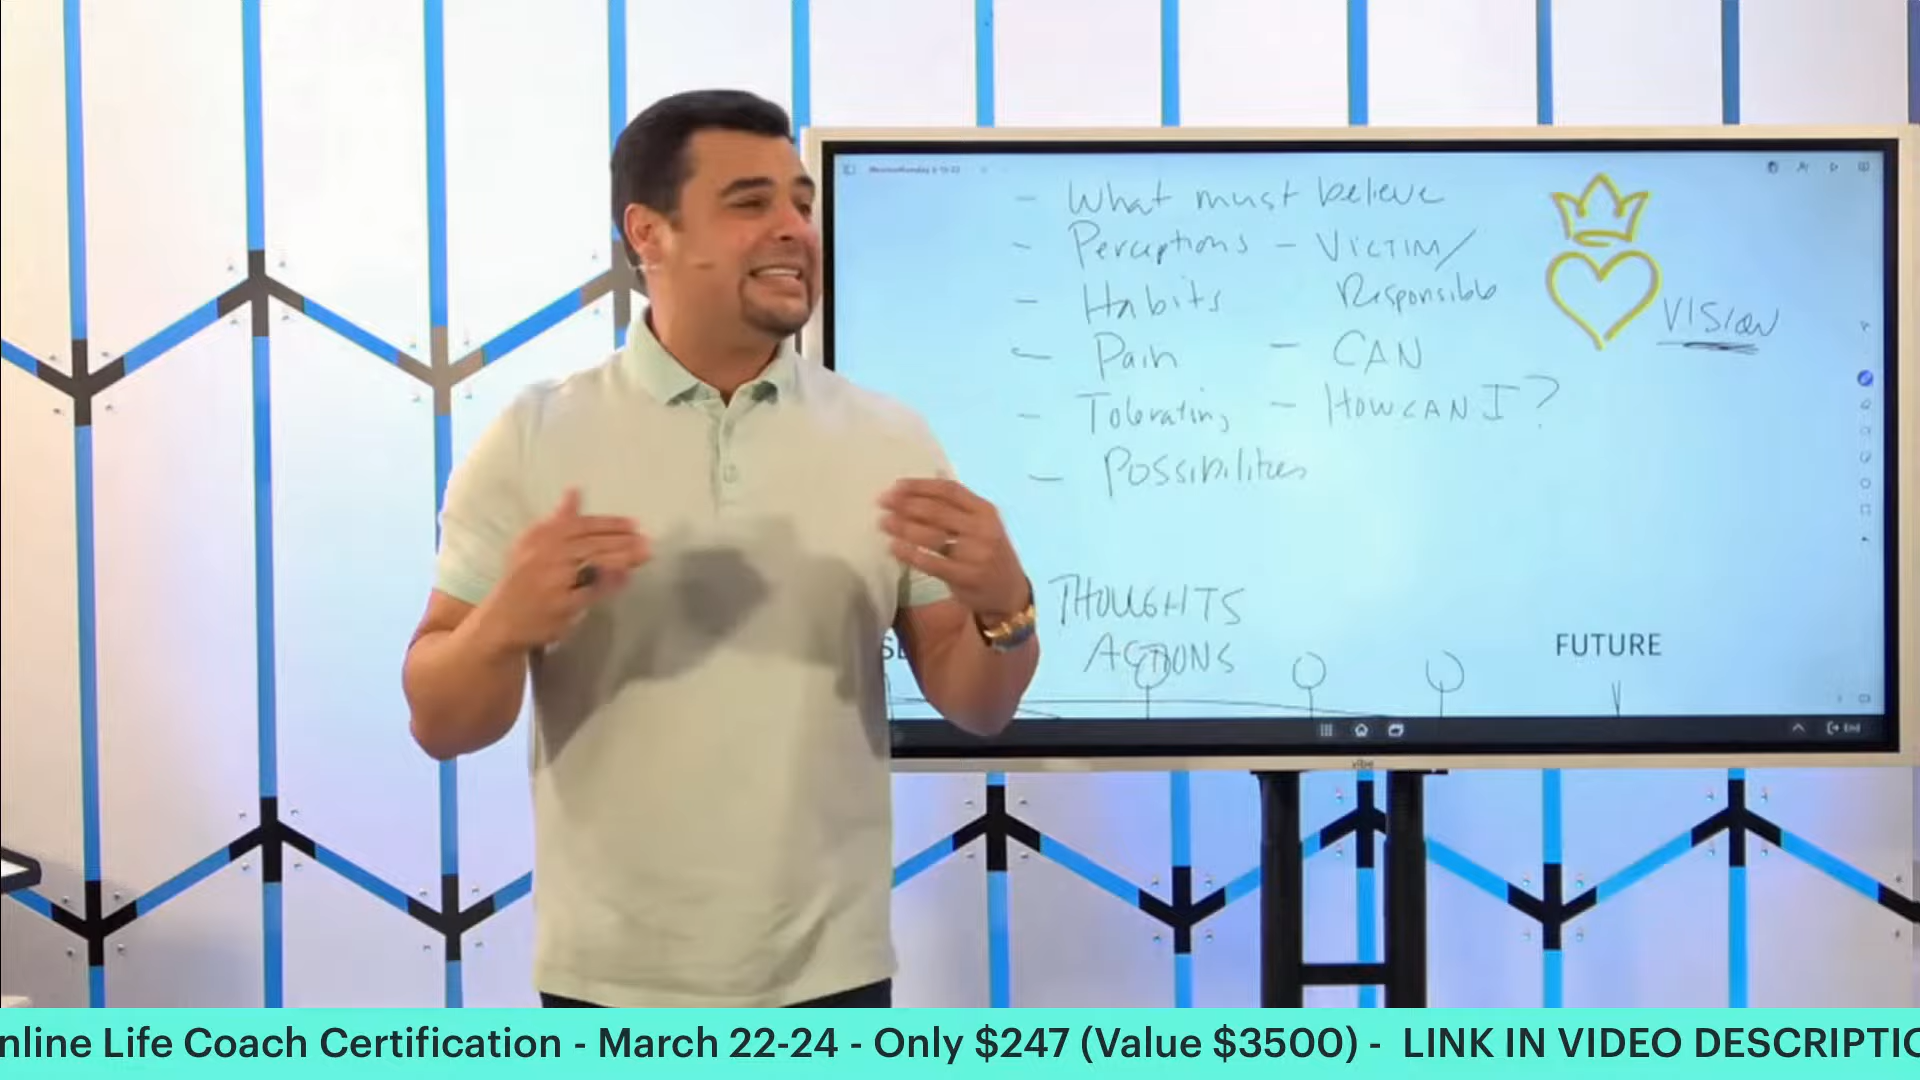 - What must believe
- Perceptions - VICTIM/
- Habits Responsible
- Pain - CAN
- Tolerating - HOW CAN I?
- Possibilities
VISION
THOUGHTS
ACTIONS
FUTURE
vibe
nline Life Coach Certification - March 22-24 - Only $247 (Value $3500) - LINK IN VIDEO DESCRIPTIO